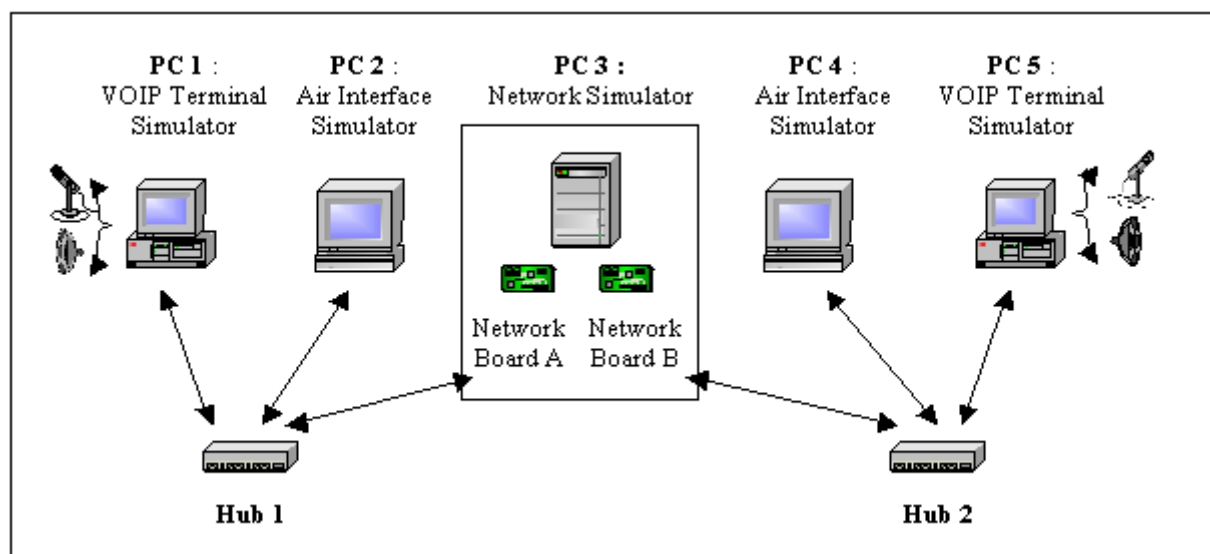 PC 1 :
VOIP Terminal
Simulator
PC 2 :
Air Interface
Simulator
PC 3 :
Network Simulator
PC 4 :
Air Interface
Simulator
PC 5 :
VOIP Terminal
Simulator
Network
Board A
Network
Board B
Hub 1
Hub 2